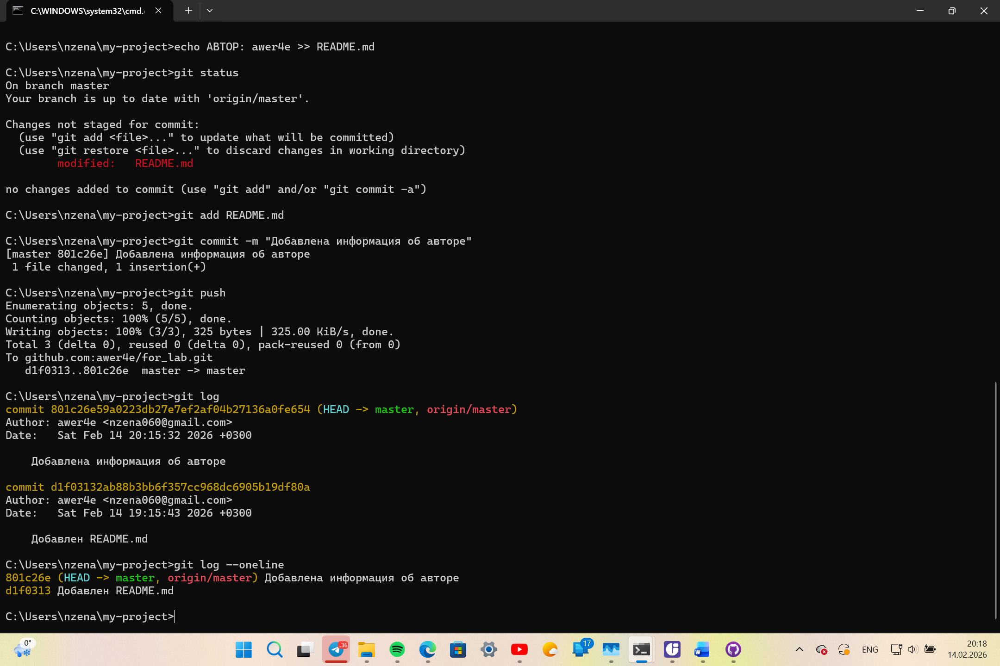 C:\WINDOWS\system32\cmd.
C:\Users\nzena\my-project>echo АВТОР: awer4e >> README.md
C:\Users\nzena\my-project>git status
On branch master
Your branch is up to date with 'origin/master'.
Changes not staged for commit:
  (use "git add <file>..." to update what will be committed)
  (use "git restore <file>..." to discard changes in working directory)
        modified:   README.md
no changes added to commit (use "git add" and/or "git commit -a")
C:\Users\nzena\my-project>git add README.md
C:\Users\nzena\my-project>git commit -m "Добавлена информация об авторе"
[master 801c26e] Добавлена информация об авторе
 1 file changed, 1 insertion(+)
C:\Users\nzena\my-project>git push
Enumerating objects: 5, done.
Counting objects: 100% (5/5), done.
Writing objects: 100% (3/3), 325 bytes | 325.00 KiB/s, done.
Total 3 (delta 0), reused 0 (delta 0), pack-reused 0 (from 0)
To github.com:awer4e/for_lab.git
   d1f0313..801c26e  master -> master
C:\Users\nzena\my-project>git log
commit 801c26e59a0223db27e7ef2af04b27136a0fe654 (HEAD -> master, origin/master)
Author: awer4e <nzena060@gmail.com>
Date:   Sat Feb 14 20:15:32 2026 +0300
    Добавлена информация об авторе
commit d1f03132ab88b3bb6f357cc968dc6905b19df80a
Author: awer4e <nzena060@gmail.com>
Date:   Sat Feb 14 19:15:43 2026 +0300
    Добавлен README.md
C:\Users\nzena\my-project>git log --oneline
801c26e (HEAD -> master, origin/master) Добавлена информация об авторе
d1f0313 Добавлен README.md
C:\Users\nzena\my-project>
0°
..36
17
W
ENG
20:18
14.02.2026